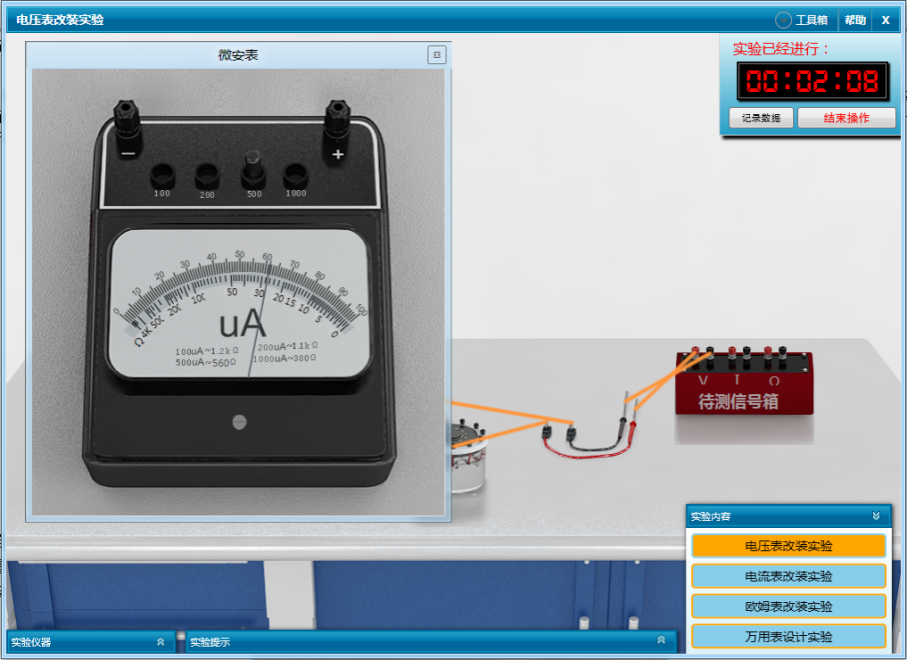 电压表改装实验
工具箱 帮助 X
微安表
实验已经进行：
00:02:08
记录数据 结束操作
− +
100 200 500 1000
0 10 20 30 40 50 60 70 80 90 100
Ω 4K 500 200 100 50 30 20 15 10 5 0
uA
100uA~1.2kΩ 200uA~1.1kΩ
500uA~560Ω 1000uA~300Ω
V I Ω
待测信号箱
实验内容
电压表改装实验
电流表改装实验
欧姆表改装实验
万用表设计实验
实验仪器
实验提示